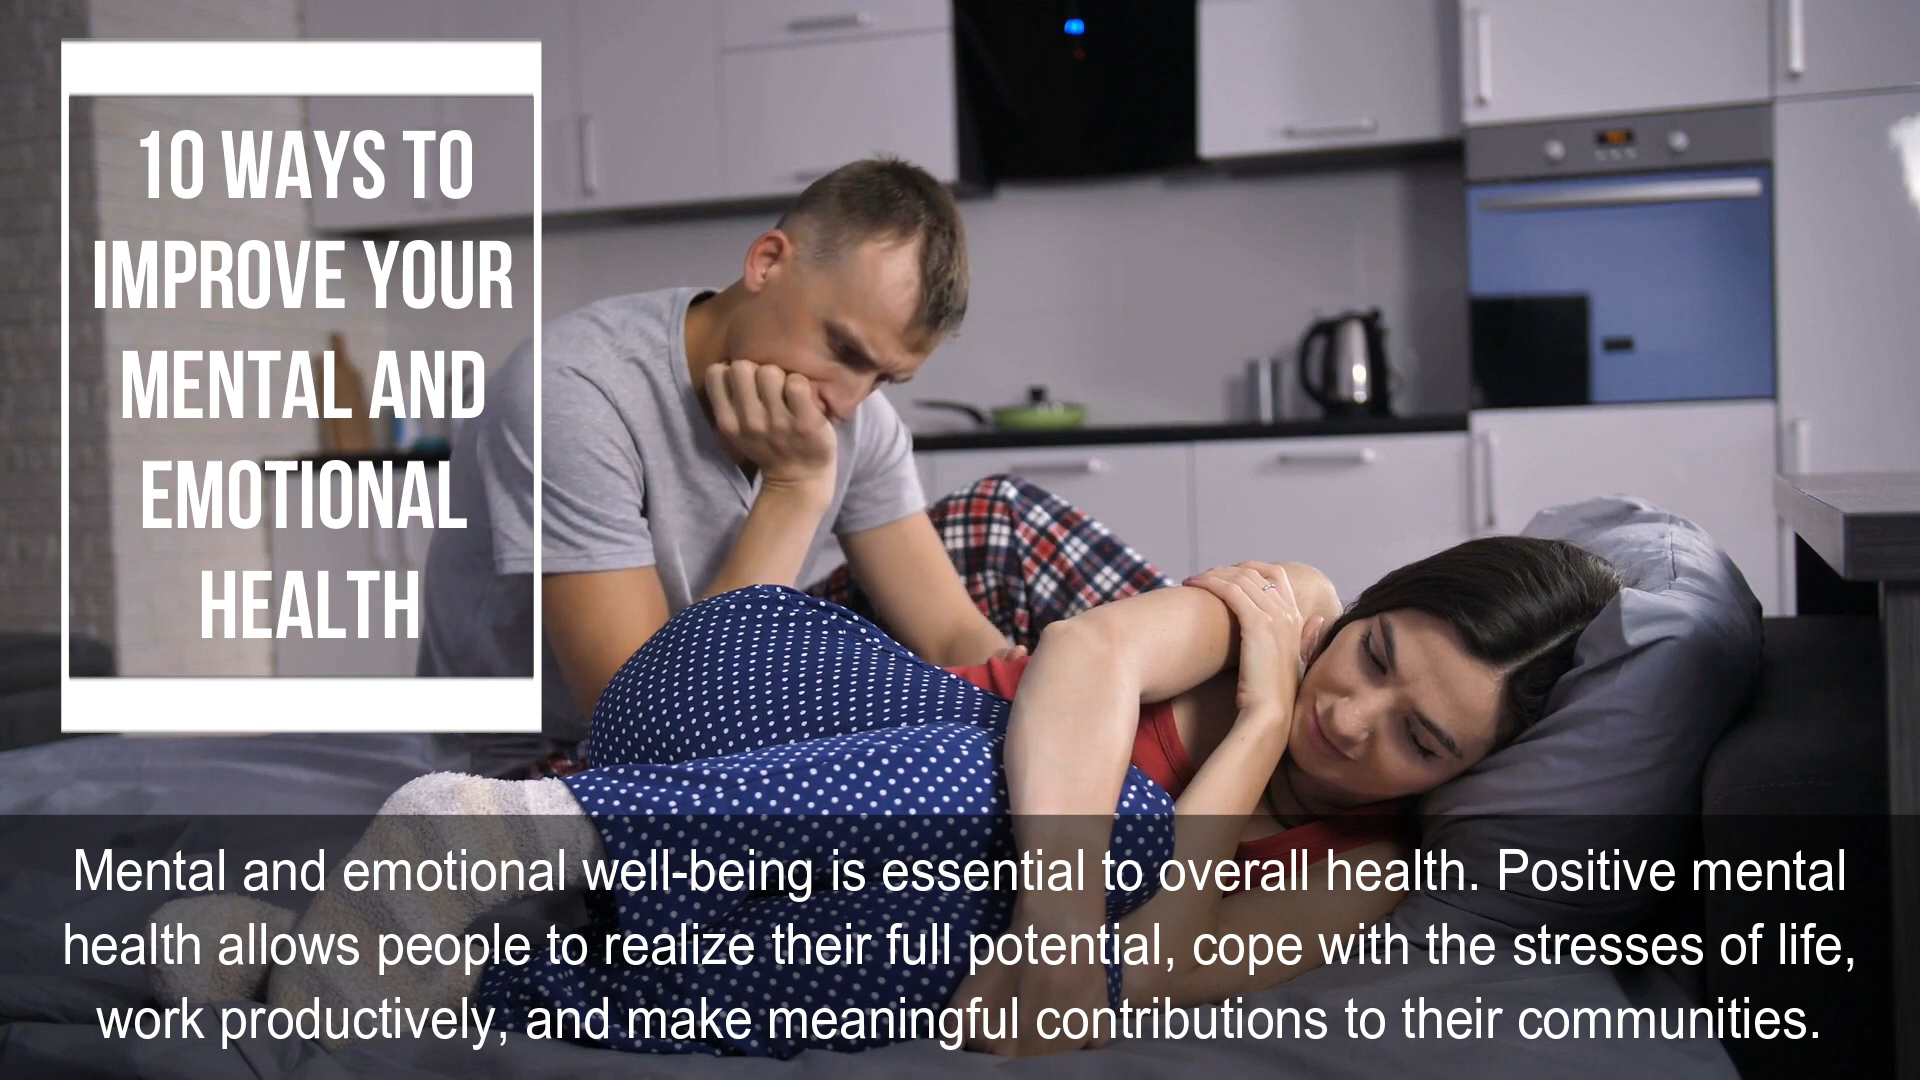 10 WAYS TO
IMPROVE YOUR
MENTAL AND
EMOTIONAL
HEALTH
Mental and emotional well-being is essential to overall health. Positive mental
health allows people to realize their full potential, cope with the stresses of life,
work productively, and make meaningful contributions to their communities.